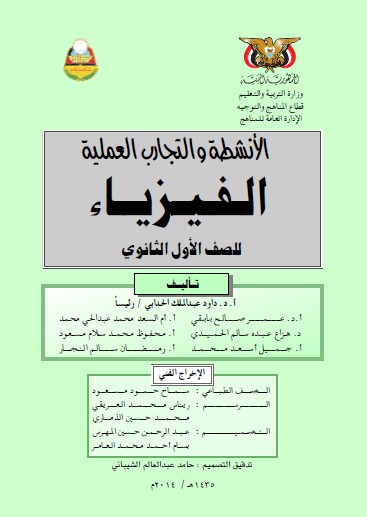 الجمهورية اليمنية
وزارة التربية والتعليم
قطاع المناهج والتوجيه
الإدارة العامة للمناهج
الأنشطة والتجارب العملية
الفيزياء
للصف الأول الثانوي
تأليف
أ. د. داود عبدالملك الحدابي / رئيساً
أ.د. عمر صالح بابقي أ. أم السعد محمد عبدالحي محمد
د. هزاع عبده سالم الحميدي أ. محفوظ محمد سلام مسعود
أ. جميل أسعد محمد أ. رمضان سالم النجار
الإخراج الفني
الصف الطباعي : سماح حمود مسعود
الرسم : ريناس محمد العريقي
محمد حسين الذماري
التصميم : عبد الرحمن حسين المهرس
بسام أحمد محمد العامر
تدقيق التصميم : حامد عبدالعالم الشيباني
١٤٣٥هـ / ٢٠١٤م